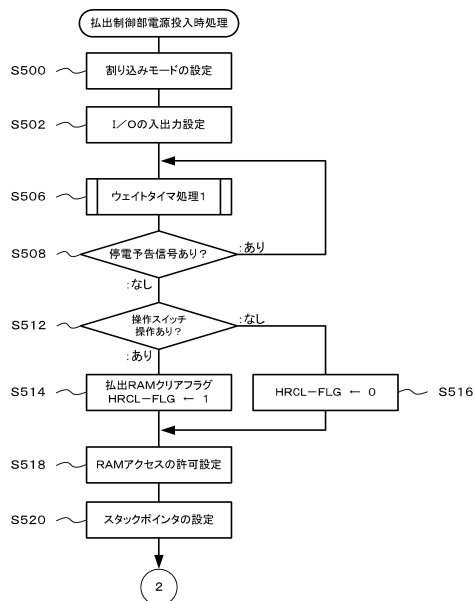 払出制御部電源投入時処理
S500
割り込みモードの設定
S502
I/Oの入出力設定
S506
ウェイトタイマ処理1
S508
停電予告信号あり?
:あり
:なし
S512
操作スイッチ
操作あり?
:なし
:あり
S514
払出RAMクリアフラグ
HRCL-FLG ← 1
HRCL-FLG ← 0
S516
S518
RAMアクセスの許可設定
S520
スタックポインタの設定
2